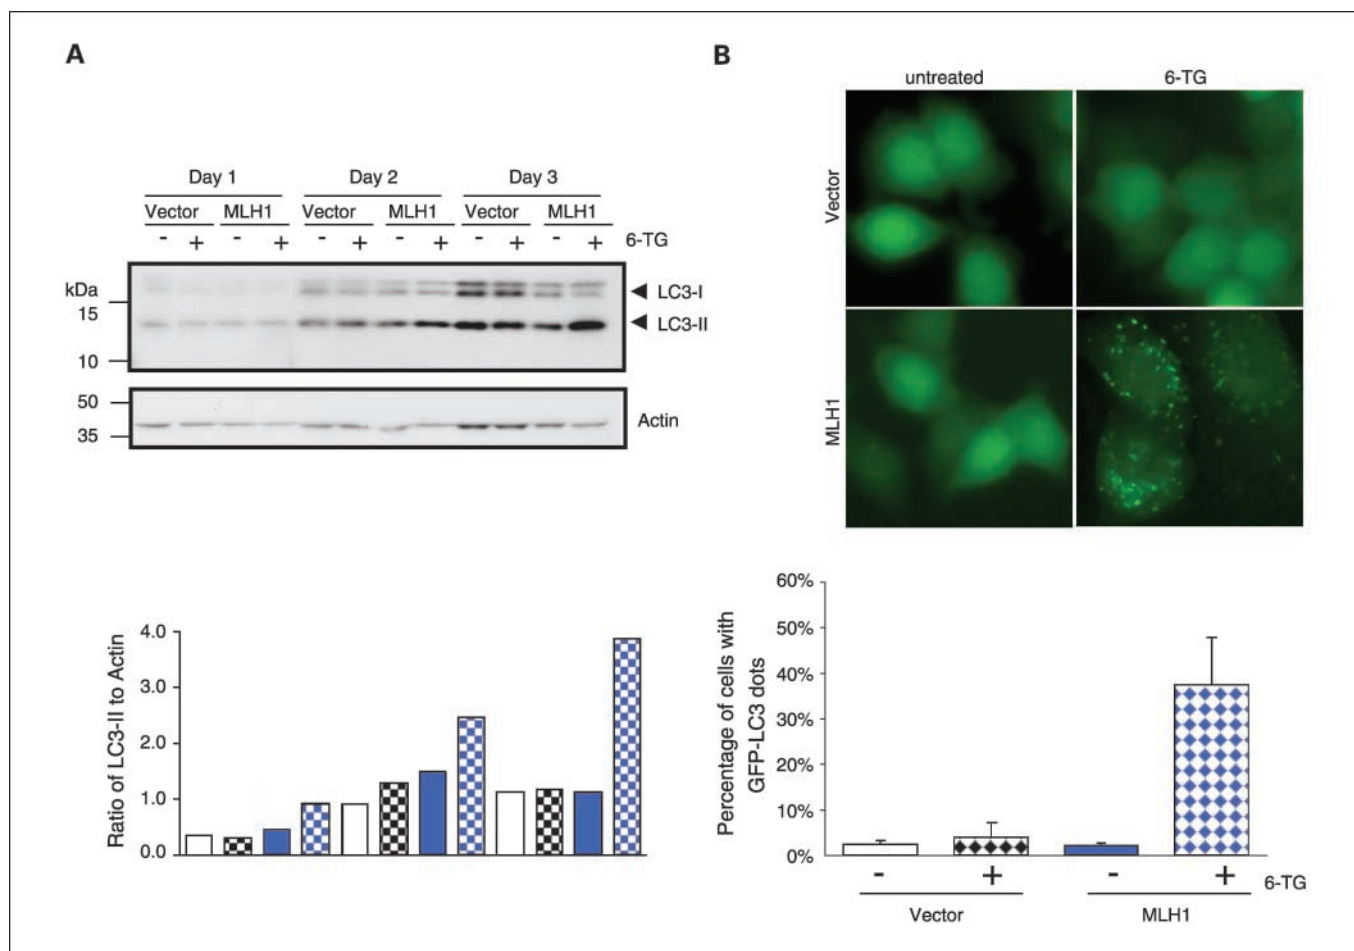 A
Day 1 Day 2 Day 3
Vector MLH1 Vector MLH1 Vector MLH1
- + - + - + - + - + - + 6-TG
kDa
15
10
LC3-I
LC3-II
50
35
Actin
Ratio of LC3-II to Actin
4.0
3.0
2.0
1.0
0.0
B
untreated 6-TG
Vector
MLH1
Percentage of cells with
GFP-LC3 dots
60%
50%
40%
30%
20%
10%
0%
- + - + 6-TG
Vector MLH1